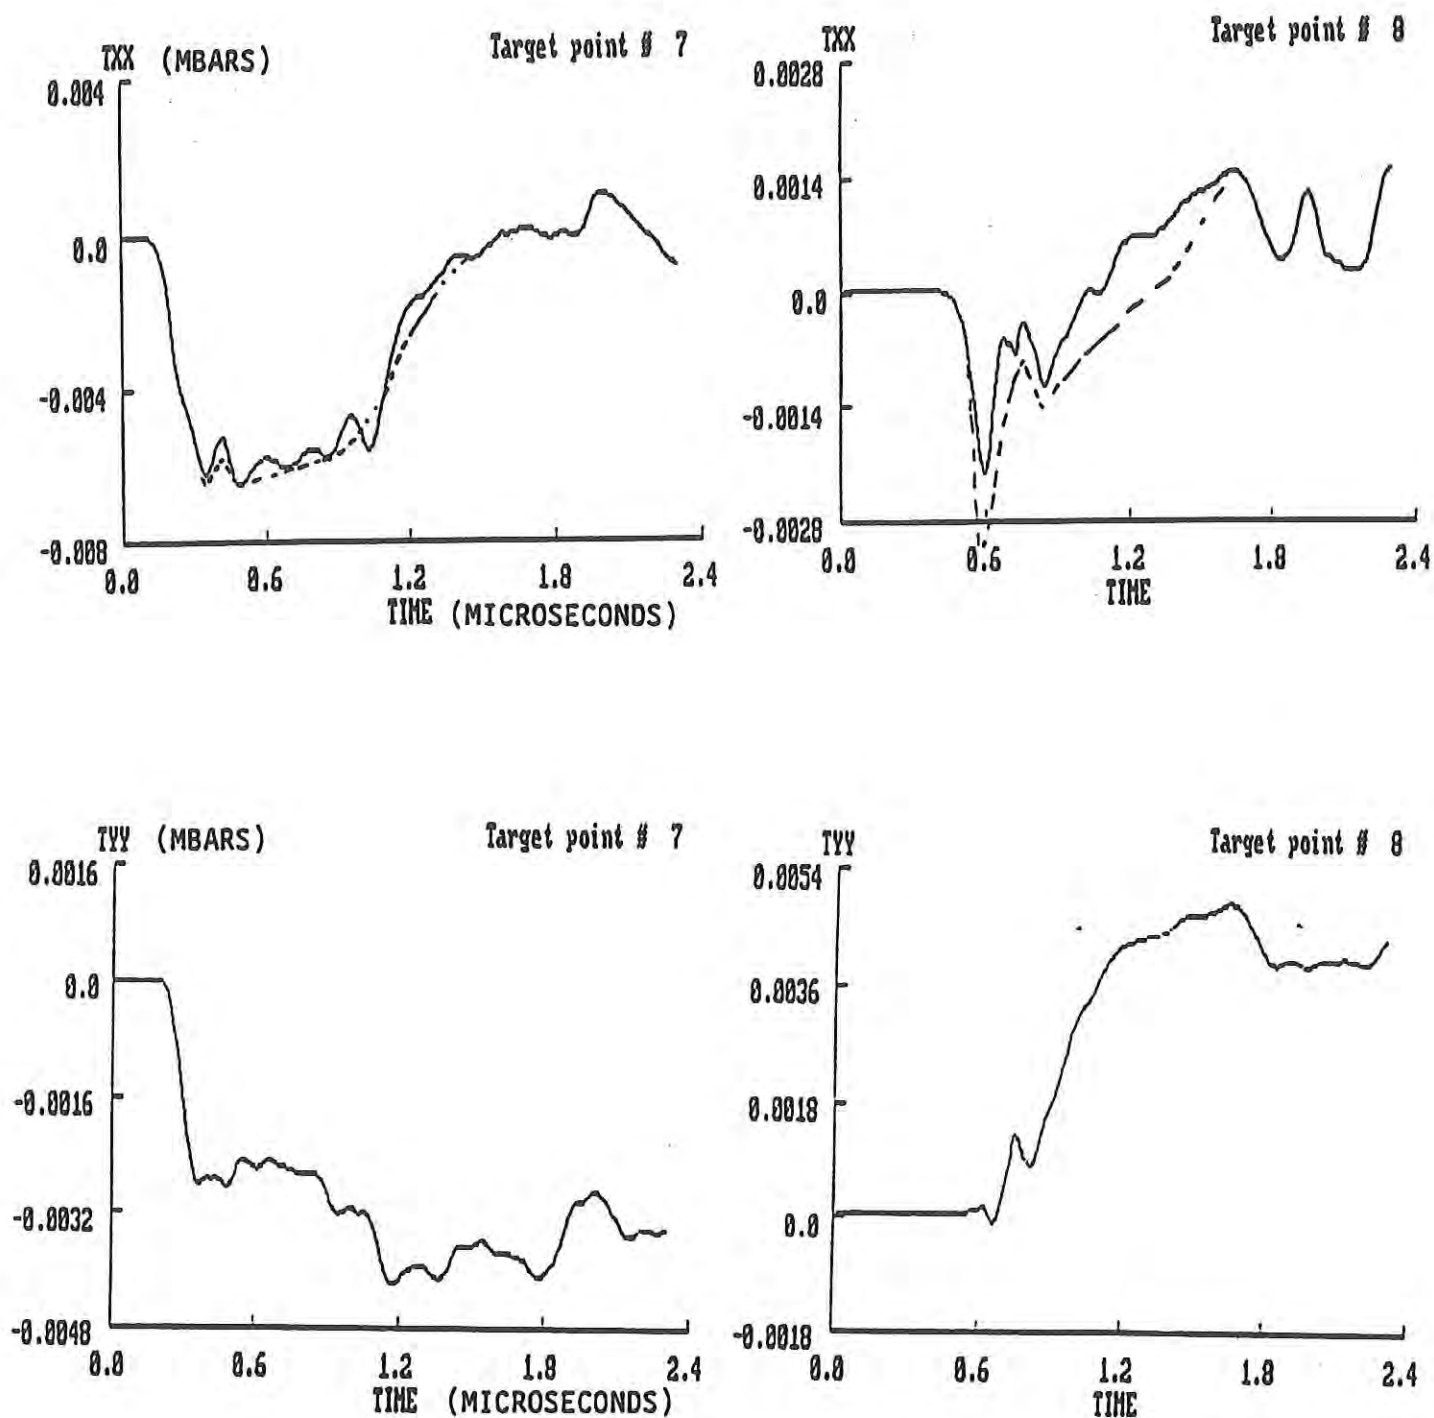 TXX (MBARS)
Target point # 7
0.004
0.0
-0.004
-0.008
0.0 0.6 1.2 1.8 2.4
TIME (MICROSECONDS)
TXX
Target point # 8
0.0028
0.0014
0.0
-0.0014
-0.0028
0.0 0.6 1.2 1.8 2.4
TIME
TYY (MBARS)
Target point # 7
0.0016
0.0
-0.0016
-0.0032
-0.0048
0.0 0.6 1.2 1.8 2.4
TIME (MICROSECONDS)
TYY
Target point # 8
0.0054
0.0036
0.0018
0.0
-0.0018
0.0 0.6 1.2 1.8 2.4
TIME